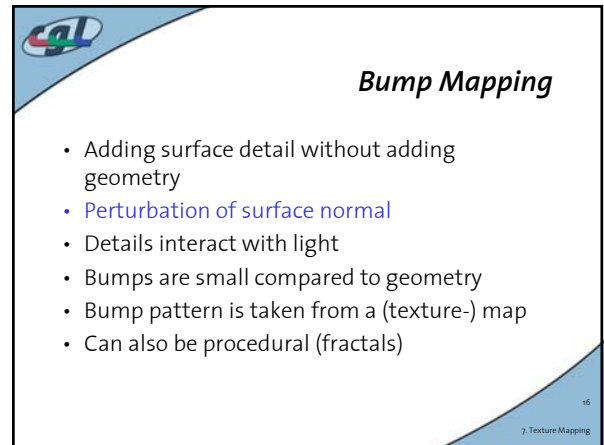 cgl
Bump Mapping
• Adding surface detail without adding
geometry
• Perturbation of surface normal
• Details interact with light
• Bumps are small compared to geometry
• Bump pattern is taken from a (texture-) map
• Can also be procedural (fractals)
16
7. Texture Mapping